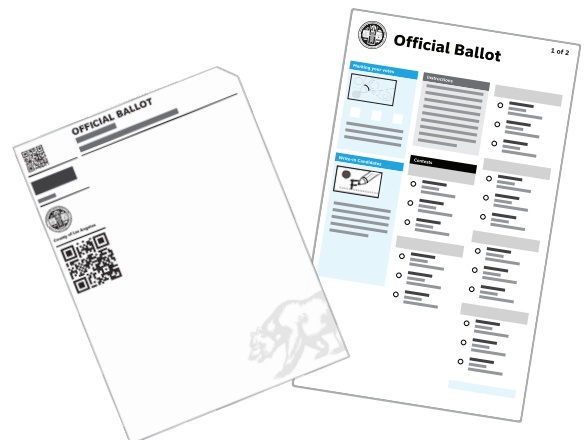 OFFICIAL BALLOT
County of Los Angeles
Official Ballot
1 of 2
Marking your votes
Instructions
Write-in Candidates
Contests
F